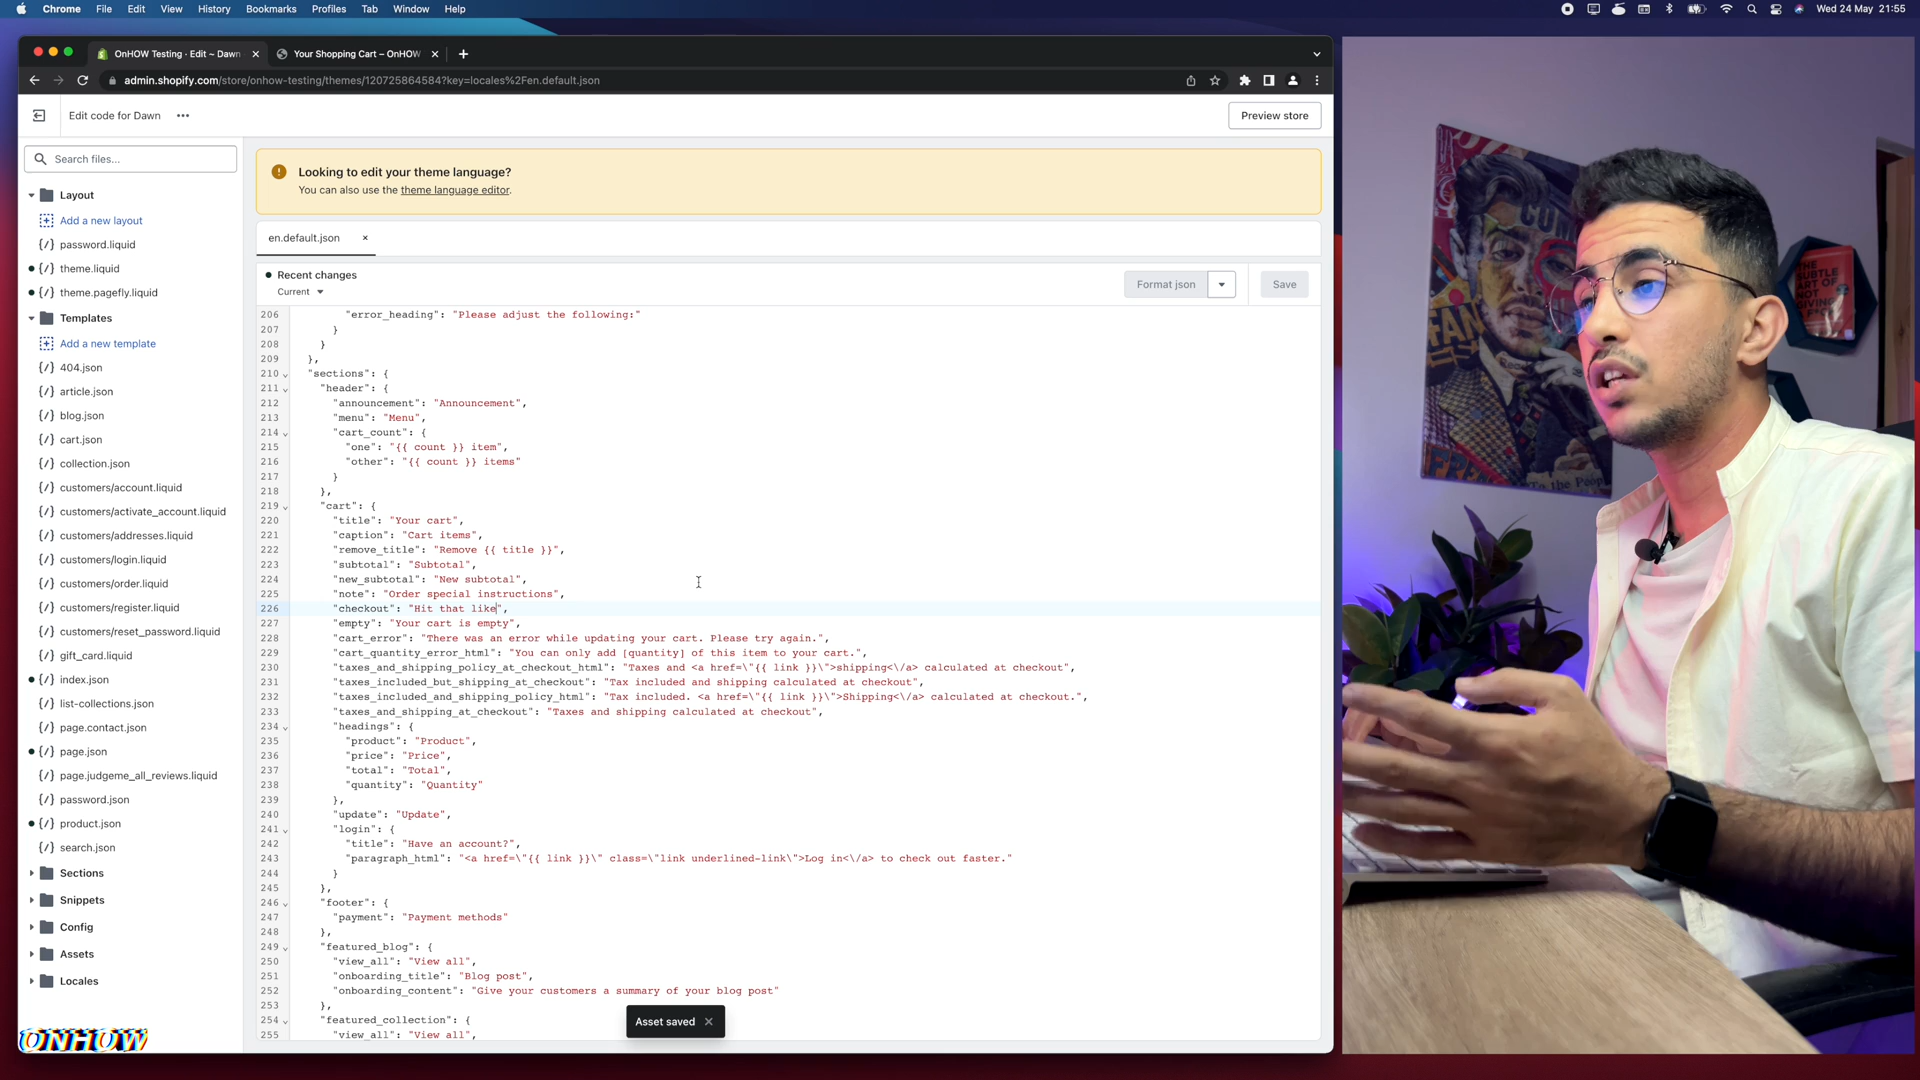 Chrome File Edit View History Bookmarks Profiles Tab Window Help Wed 24 May 21:55
OnHOW Testing · Edit ~ Dawn Your Shopping Cart – OnHOW
admin.shopify.com/store/onhow-testing/themes/120725864584?key=locales%2Fen.default.json
Edit code for Dawn ••• Preview store
Search files...
Looking to edit your theme language?
You can also use the theme language editor.
Layout
Add a new layout
{/} password.liquid
{/} theme.liquid
{/} theme.pagefly.liquid
Templates
Add a new template
{/} 404.json
{/} article.json
{/} blog.json
{/} cart.json
{/} collection.json
{/} customers/account.liquid
{/} customers/activate_account.liquid
{/} customers/addresses.liquid
{/} customers/login.liquid
{/} customers/order.liquid
{/} customers/register.liquid
{/} customers/reset_password.liquid
{/} gift_card.liquid
{/} index.json
{/} list-collections.json
{/} page.contact.json
{/} page.json
{/} page.judgeme_all_reviews.liquid
{/} password.json
{/} product.json
{/} search.json
Sections
Snippets
Config
Assets
Locales
en.default.json
Recent changes
Current
Format json Save
206 "error_heading": "Please adjust the following:"
207 }
208 }
209 },
210 "sections": {
211 "header": {
212 "announcement": "Announcement",
213 "menu": "Menu",
214 "cart_count": {
215 "one": "{{ count }} item",
216 "other": "{{ count }} items"
217 }
218 },
219 "cart": {
220 "title": "Your cart",
221 "caption": "Cart items",
222 "remove_title": "Remove {{ title }}",
223 "subtotal": "Subtotal",
224 "new_subtotal": "New subtotal",
225 "note": "Order special instructions",
226 "checkout": "Hit that like",
227 "empty": "Your cart is empty",
228 "cart_error": "There was an error while updating your cart. Please try again.",
229 "cart_quantity_error_html": "You can only add [quantity] of this item to your cart.",
230 "taxes_and_shipping_policy_at_checkout_html": "Taxes and <a href=\"{{ link }}\">shipping<\/a> calculated at checkout",
231 "taxes_included_but_shipping_at_checkout": "Tax included and shipping calculated at checkout",
232 "taxes_included_and_shipping_policy_html": "Tax included. <a href=\"{{ link }}\">Shipping<\/a> calculated at checkout.",
233 "taxes_and_shipping_at_checkout": "Taxes and shipping calculated at checkout",
234 "headings": {
235 "product": "Product",
236 "price": "Price",
237 "total": "Total",
238 "quantity": "Quantity"
239 },
240 "update": "Update",
241 "login": {
242 "title": "Have an account?",
243 "paragraph_html": "<a href=\"{{ link }}\" class=\"link underlined-link\">Log in<\/a> to check out faster."
244 }
245 },
246 "footer": {
247 "payment": "Payment methods"
248 },
249 "featured_blog": {
250 "view_all": "View all",
251 "onboarding_title": "Blog post",
252 "onboarding_content": "Give your customers a summary of your blog post"
253 },
254 "featured_collection": {
255 "view_all": "View all",
Asset saved
ONHOW
THE
SUBTLE
ART OF
NOT
GIVING
to the People